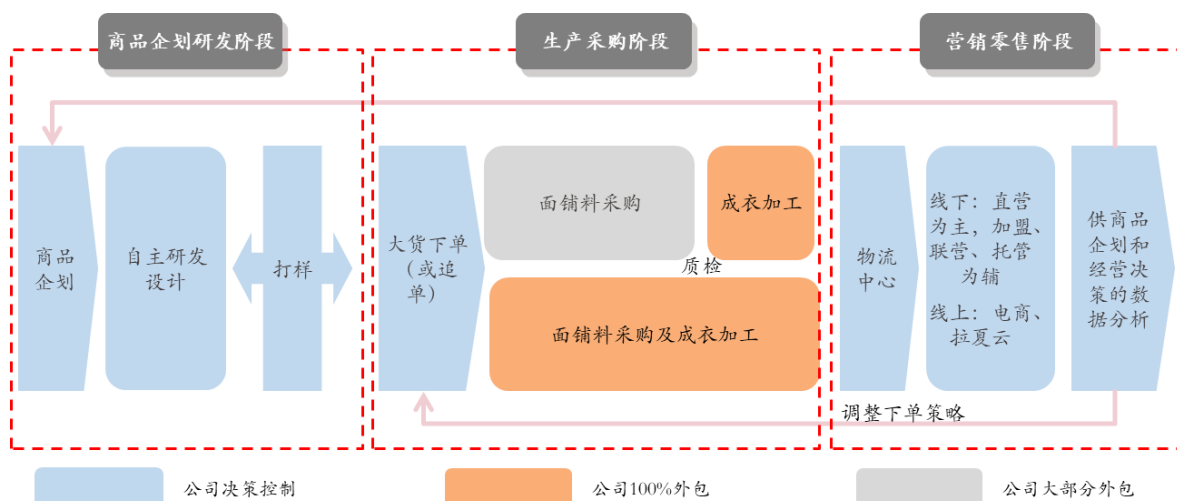 商品企划研发阶段
生产采购阶段
营销零售阶段
商品
企划
自主研发
设计
打样
大货下单
（或追
单）
面铺料采购
成衣加工
质检
面铺料采购及成衣加工
物流
中心
线下：直营
为主，加盟、
联营、托管
为辅
线上：电商、
拉夏云
供商品
企划和
经营决
策的数
据分析
调整下单策略
公司决策控制
公司100%外包
公司大部分外包